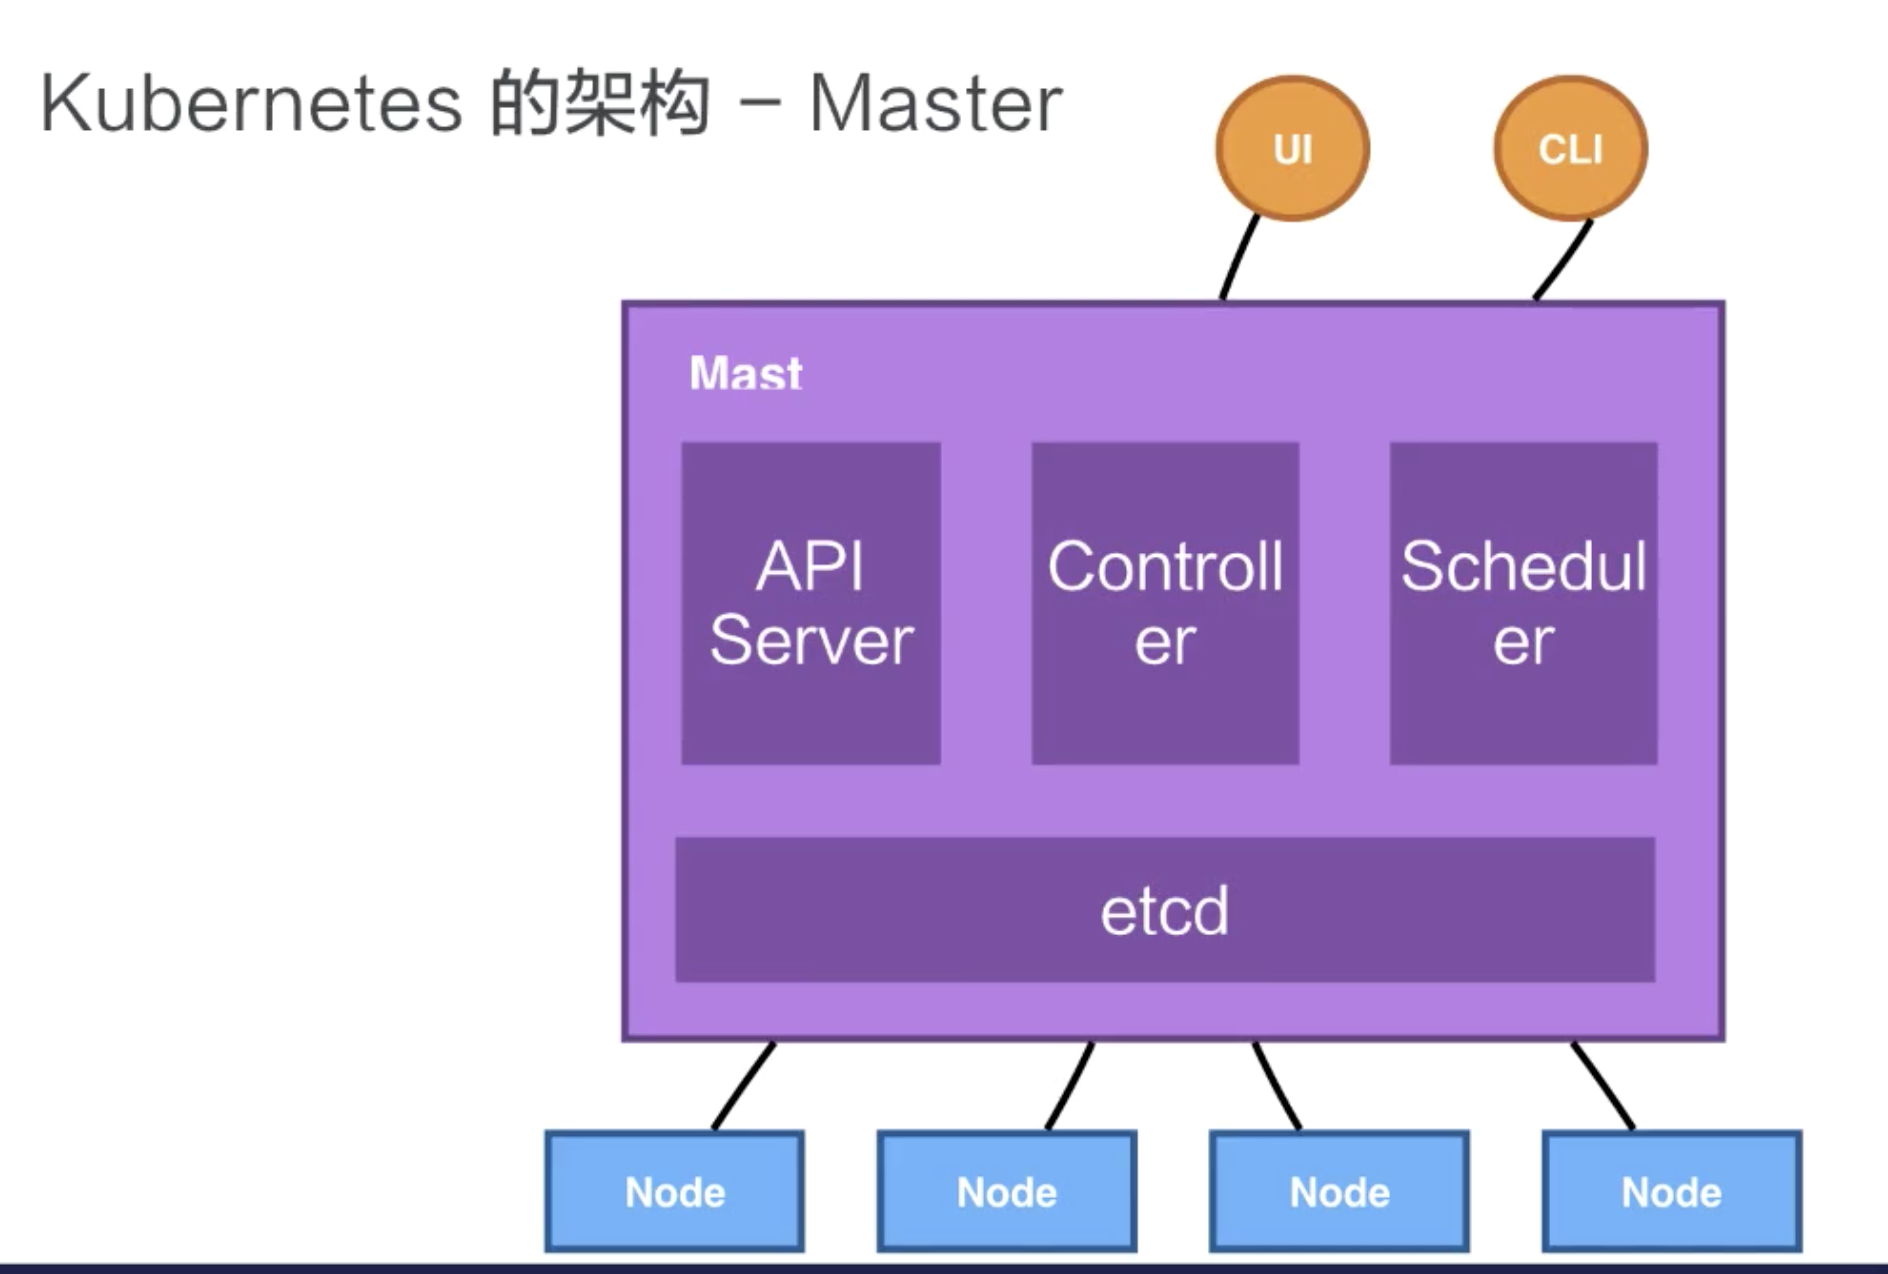 Kubernetes 的架构 – Master
UI
CLI
Mast
API
Server
Controll
er
Schedul
er
etcd
Node
Node
Node
Node